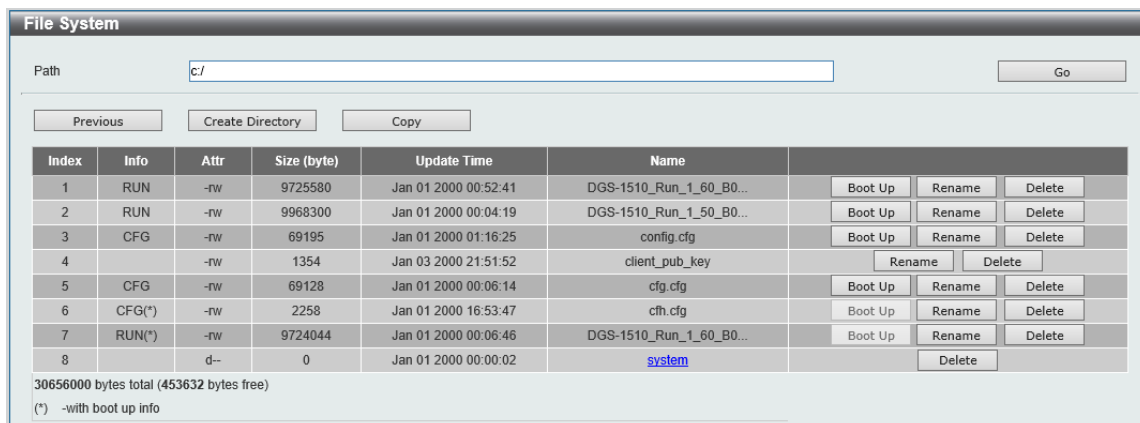 File System
Path c:/ Go
Previous Create Directory Copy
Index Info Attr Size (byte) Update Time Name
1 RUN -rw 9725580 Jan 01 2000 00:52:41 DGS-1510_Run_1_60_B0... Boot Up Rename Delete
2 RUN -rw 9968300 Jan 01 2000 00:04:19 DGS-1510_Run_1_50_B0... Boot Up Rename Delete
3 CFG -rw 69195 Jan 01 2000 01:16:25 config.cfg Boot Up Rename Delete
4 -rw 1354 Jan 03 2000 21:51:52 client_pub_key Rename Delete
5 CFG -rw 69128 Jan 01 2000 00:06:14 cfg.cfg Boot Up Rename Delete
6 CFG(*) -rw 2258 Jan 01 2000 16:53:47 cfh.cfg Boot Up Rename Delete
7 RUN(*) -rw 9724044 Jan 01 2000 00:06:46 DGS-1510_Run_1_60_B0... Boot Up Rename Delete
8 d-- 0 Jan 01 2000 00:00:02 system Delete
30656000 bytes total (453632 bytes free)
(*) -with boot up info